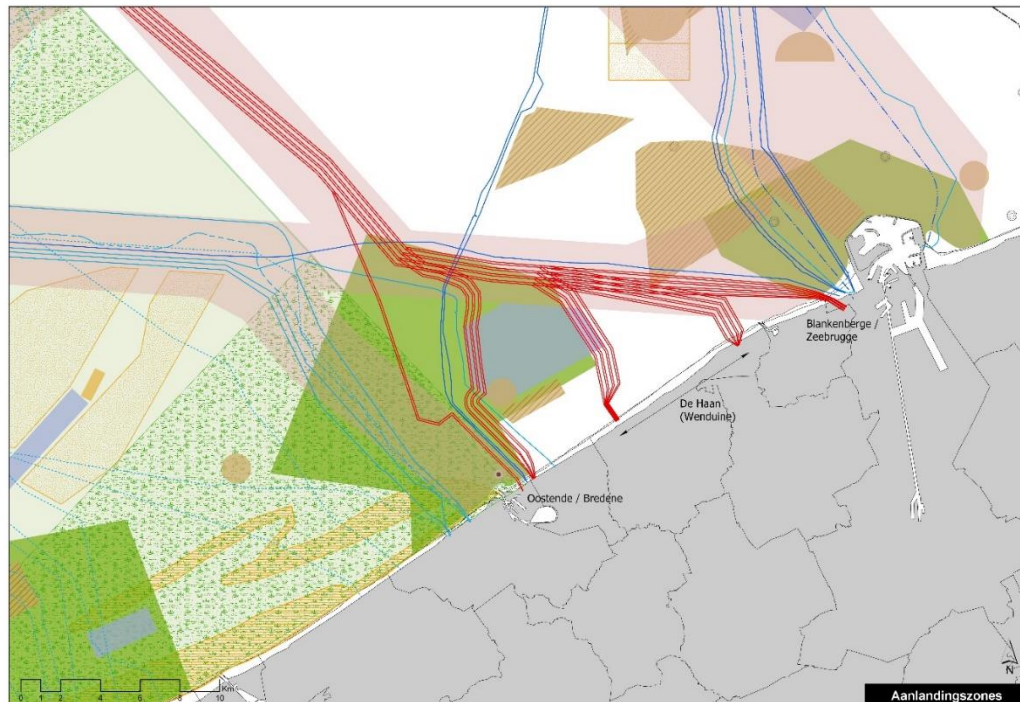 Blankenberge /
Zeebrugge
De Haan
(Wenduine)
Oostende / Bredene
0 1 2 4 6 8 10 Km
N
Aanlandingszones